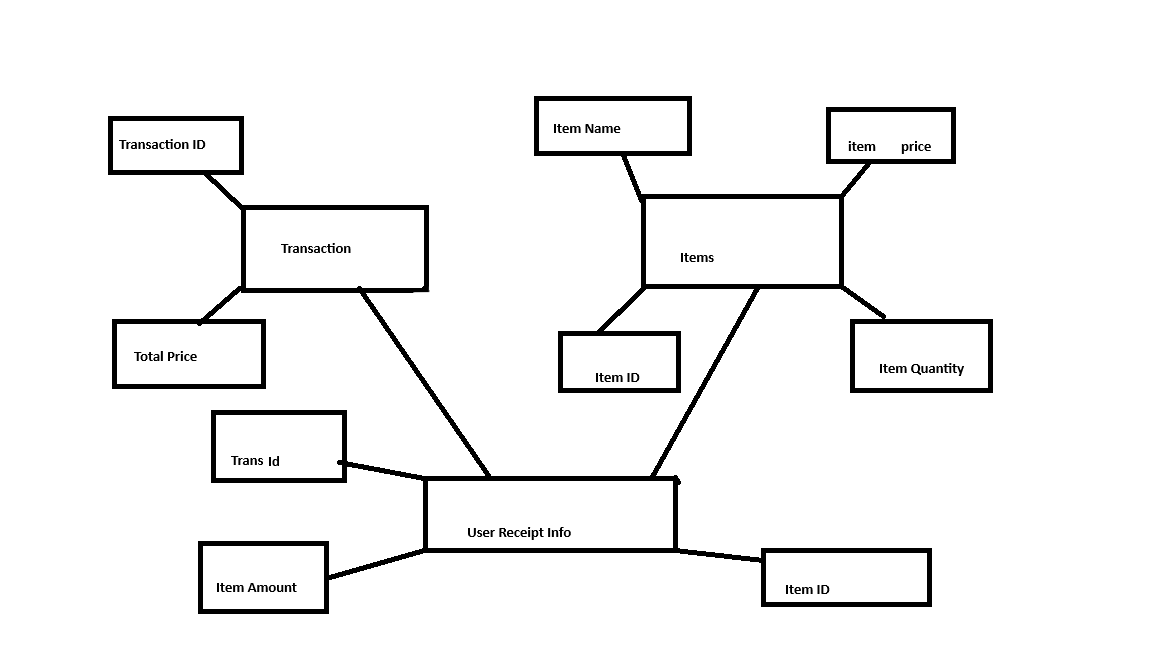 Item Name
Transaction ID
item price
Transaction
Items
Total Price
Item ID
Item Quantity
Trans Id
User Receipt Info
Item Amount
Item ID